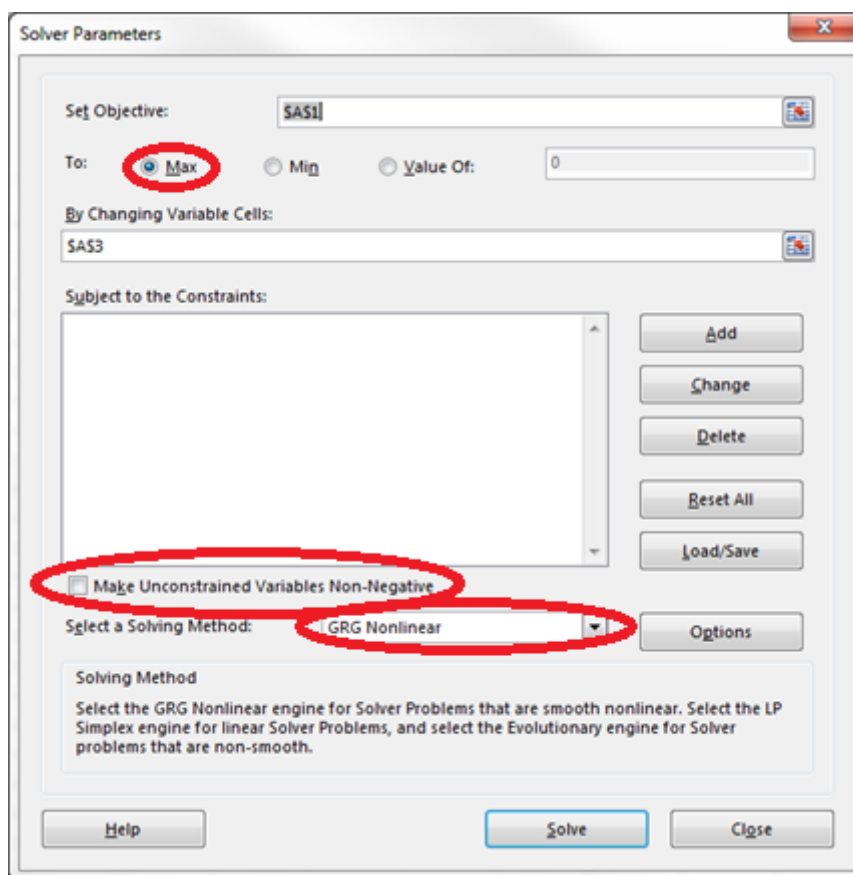 Solver Parameters
Set Objective: $A$1
To: Max Min Value Of: 0
By Changing Variable Cells:
$A$3
Subject to the Constraints:
Add
Change
Delete
Reset All
Load/Save
Make Unconstrained Variables Non-Negative
Select a Solving Method: GRG Nonlinear
Options
Solving Method
Select the GRG Nonlinear engine for Solver Problems that are smooth nonlinear. Select the LP
Simplex engine for linear Solver Problems, and select the Evolutionary engine for Solver
problems that are non-smooth.
Help Solve Close